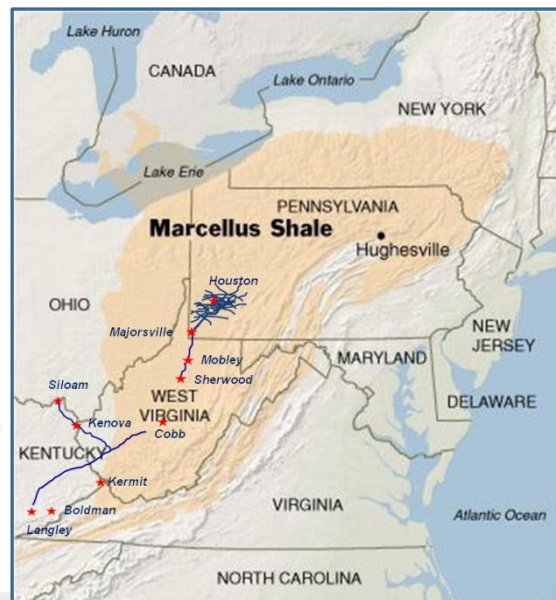 Lake Huron
CANADA
Lake Ontario
NEW YORK
Lake Erie
PENNSYLVANIA
Marcellus Shale
Hughesville
Houston
OHIO
Majorsville
NEW
JERSEY
Mobley
MARYLAND
Sherwood
Siloam
WEST
VIRGINIA
DELAWARE
Kenova
Cobb
KENTUCKY
Kermit
VIRGINIA
Boldman
Atlantic Ocean
Langley
NORTH CAROLINA